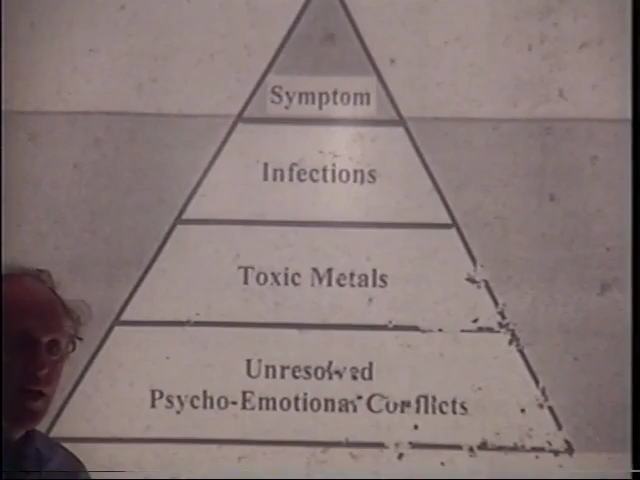 Symptom
Infections
Toxic Metals
Unresolved
Psycho-Emotional Conflicts